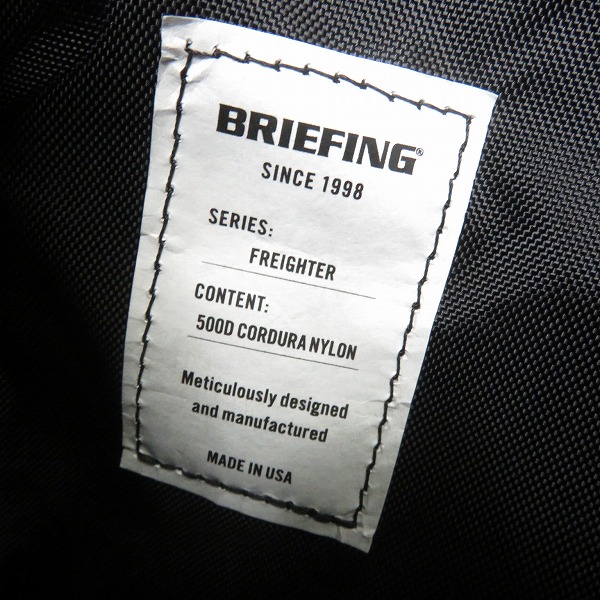 BRIEFING®
SINCE 1998
SERIES:
FREIGHTER
CONTENT:
500D CORDURA NYLON
Meticulously designed
and manufactured
MADE IN USA